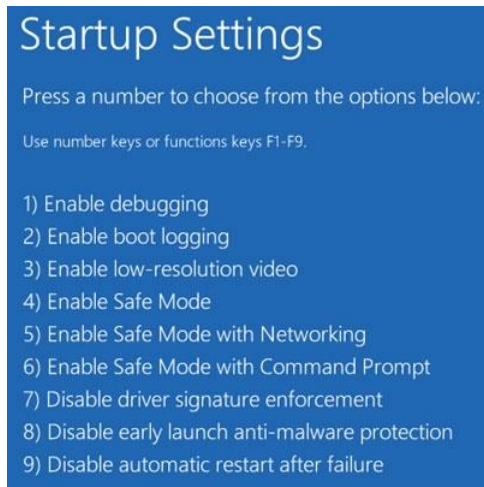 Startup Settings
Press a number to choose from the options below:
Use number keys or functions keys F1-F9.
1) Enable debugging
2) Enable boot logging
3) Enable low-resolution video
4) Enable Safe Mode
5) Enable Safe Mode with Networking
6) Enable Safe Mode with Command Prompt
7) Disable driver signature enforcement
8) Disable early launch anti-malware protection
9) Disable automatic restart after failure